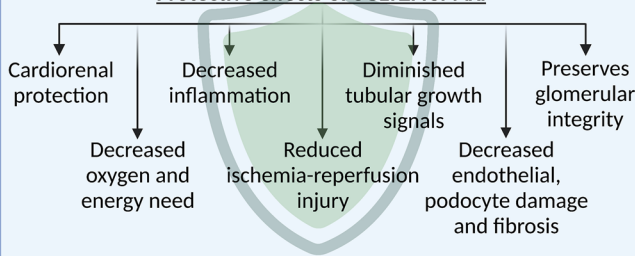 Cardiorenal
protection
Decreased
inflammation
Diminished
tubular growth
signals
Preserves
glomerular
integrity
Decreased
oxygen and
energy need
Reduced
ischemia-reperfusion
injury
Decreased
endothelial,
podocyte damage
and fibrosis